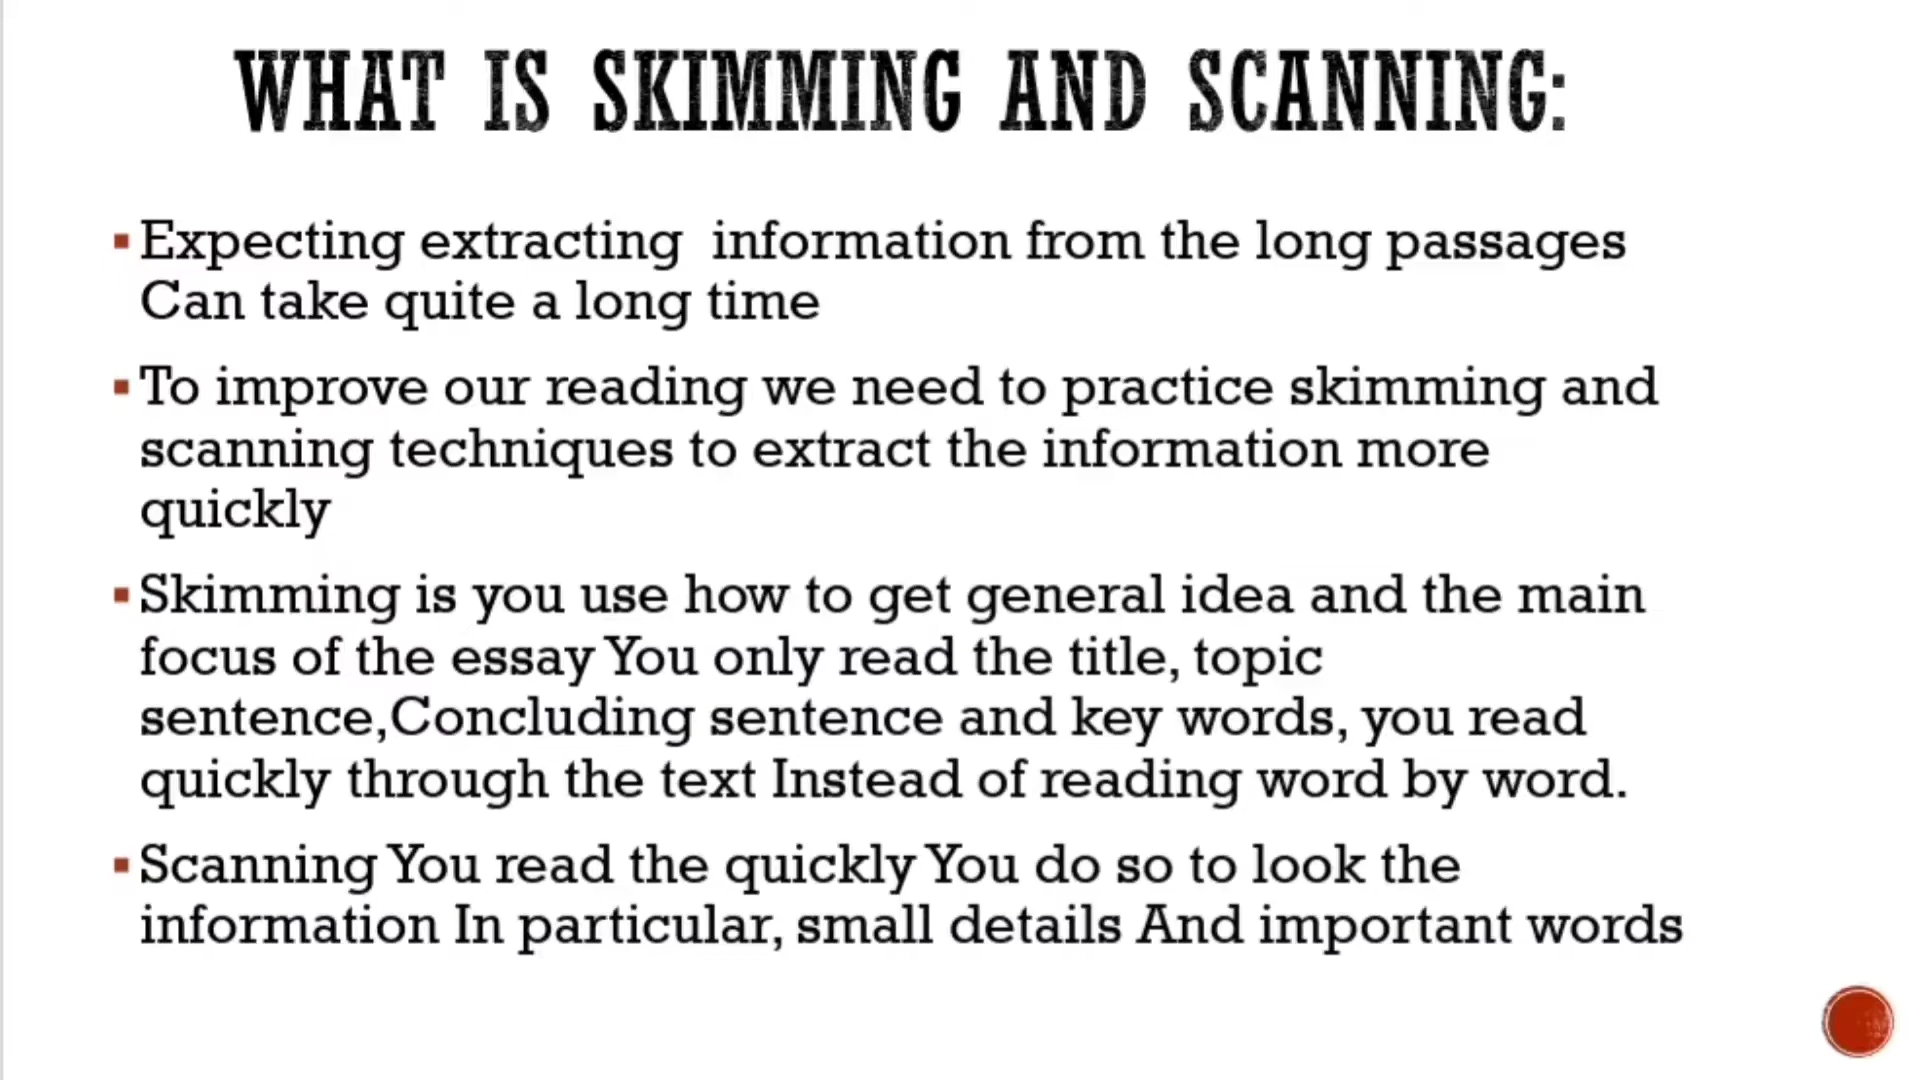 WHAT IS SKIMMING AND SCANNING:
Expecting extracting information from the long passages
Can take quite a long time
To improve our reading we need to practice skimming and
scanning techniques to extract the information more
quickly
Skimming is you use how to get general idea and the main
focus of the essay You only read the title, topic
sentence,Concluding sentence and key words, you read
quickly through the text Instead of reading word by word.
Scanning You read the quickly You do so to look the
information In particular, small details And important words